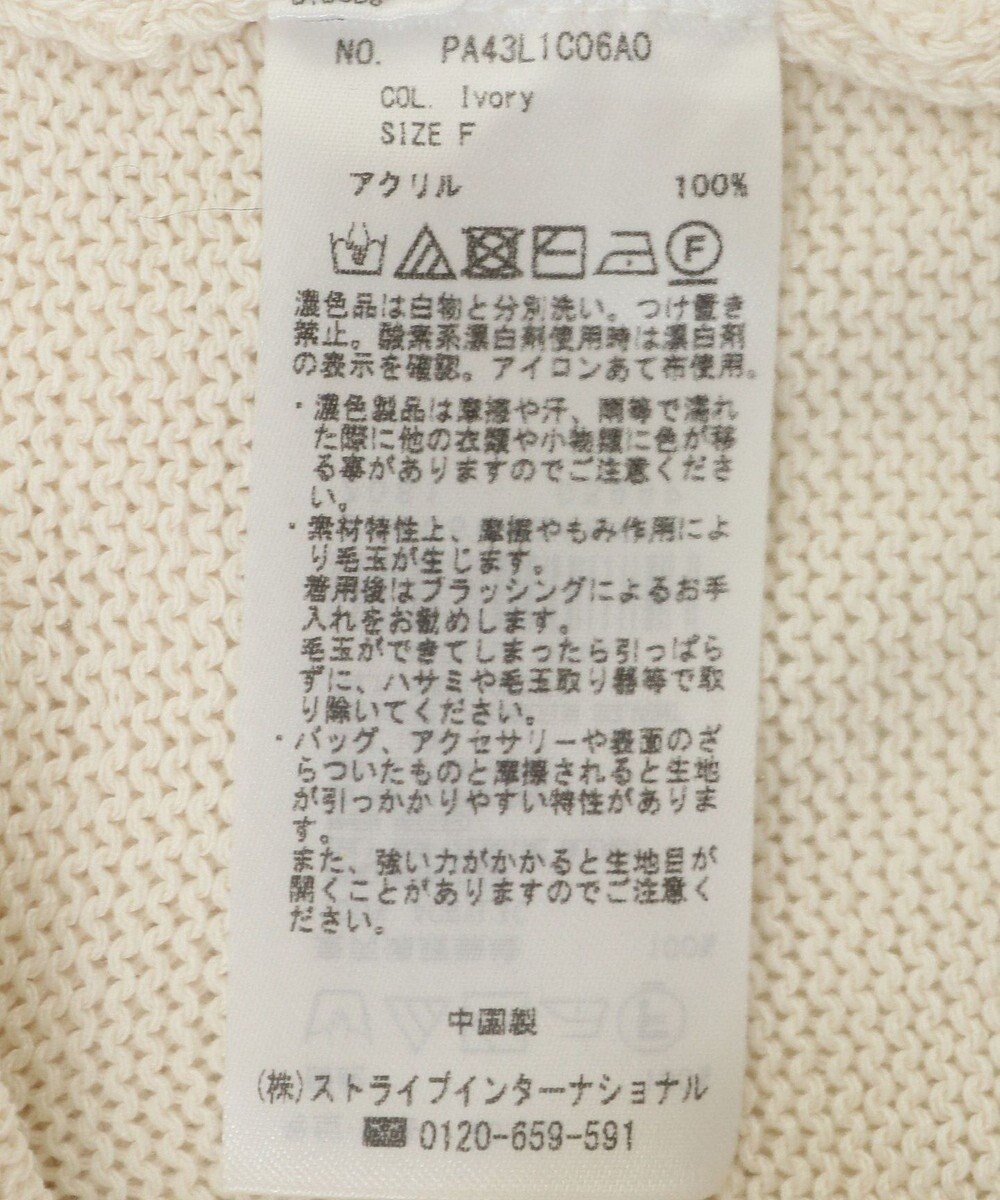 NO. PA43L1C06A0
COL. Ivory
SIZE F
アクリル 100%
F
濃色品は白物と分別洗い。つけ置き
禁止。酸素系漂白剤使用時は漂白剤
の表示を確認。アイロンあて布使用。
・濃色製品は摩擦や汗、雨等で濡れ
た際に他の衣類や小物類に色が移
る事がありますのでご注意くださ
い。
・素材特性上、摩擦やもみ作用によ
り毛玉が生じます。
着用後はブラッシングによるお手
入れをお勧めします。
毛玉ができてしまったら引っぱら
ずに、ハサミや毛玉取り器等で取
り除いてください。
・バッグ、アクセサリーや表面のざ
らついたものと摩擦されると生地
が引っかかりやすい特性がありま
す。
また、強い力がかかると生地目が
開くことがありますのでご注意く
ださい。
中国製
(株)ストライプインターナショナル
0120-659-591